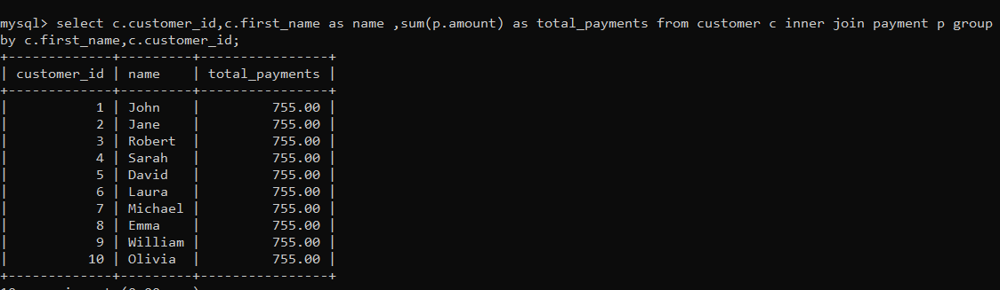 mysql> select c.customer_id,c.first_name as name ,sum(p.amount) as total_payments from customer c inner join payment p group
by c.first_name,c.customer_id;
+-------------+---------+----------------+
| customer_id | name    | total_payments |
+-------------+---------+----------------+
|           1 | John    |         755.00 |
|           2 | Jane    |         755.00 |
|           3 | Robert  |         755.00 |
|           4 | Sarah   |         755.00 |
|           5 | David   |         755.00 |
|           6 | Laura   |         755.00 |
|           7 | Michael |         755.00 |
|           8 | Emma    |         755.00 |
|           9 | William |         755.00 |
|          10 | Olivia  |         755.00 |
+-------------+---------+----------------+